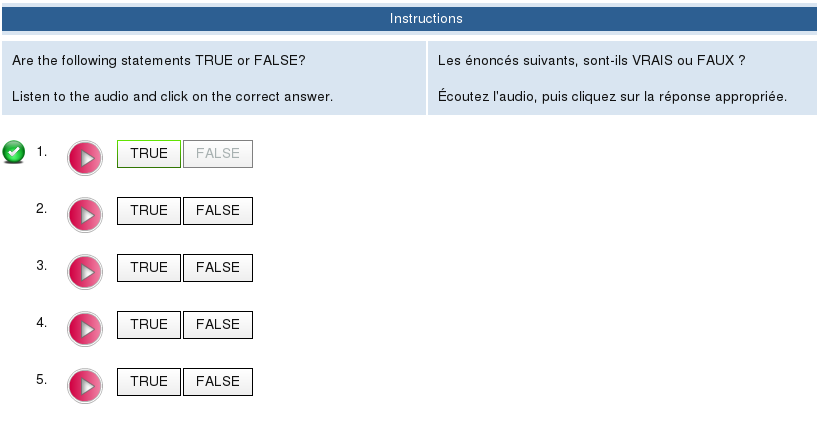 Instructions
Are the following statements TRUE or FALSE?
Listen to the audio and click on the correct answer.
Les énoncés suivants, sont-ils VRAIS ou FAUX ?
Écoutez l'audio, puis cliquez sur la réponse appropriée.
1. TRUE FALSE
2. TRUE FALSE
3. TRUE FALSE
4. TRUE FALSE
5. TRUE FALSE